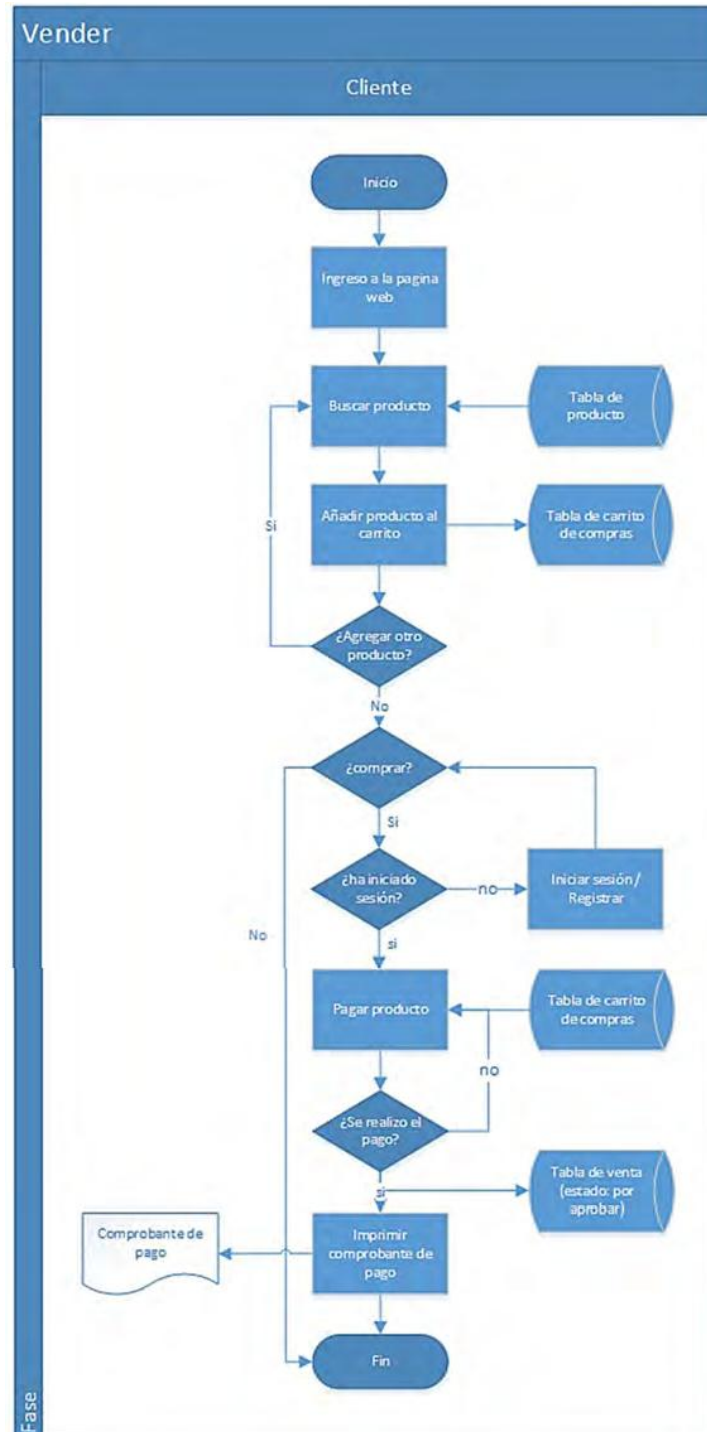 Vender
Cliente
Inicio
Ingreso a la pagina
web
Buscar producto
Tabla de
producto
Si
Añadir producto al
carrito
Tabla de carrito
de compras
¿Agregar otro
producto?
No
¿comprar?
Si
¿ha iniciado
sesión?
no
Iniciar sesión /
Registrar
No
si
Pagar producto
Tabla de carrito
de compras
no
¿Se realizo el
pago?
si
Tabla de venta
(estado: por
aprobar)
Comprobante de
pago
Imprimir
comprobante de
pago
Fin
Fase